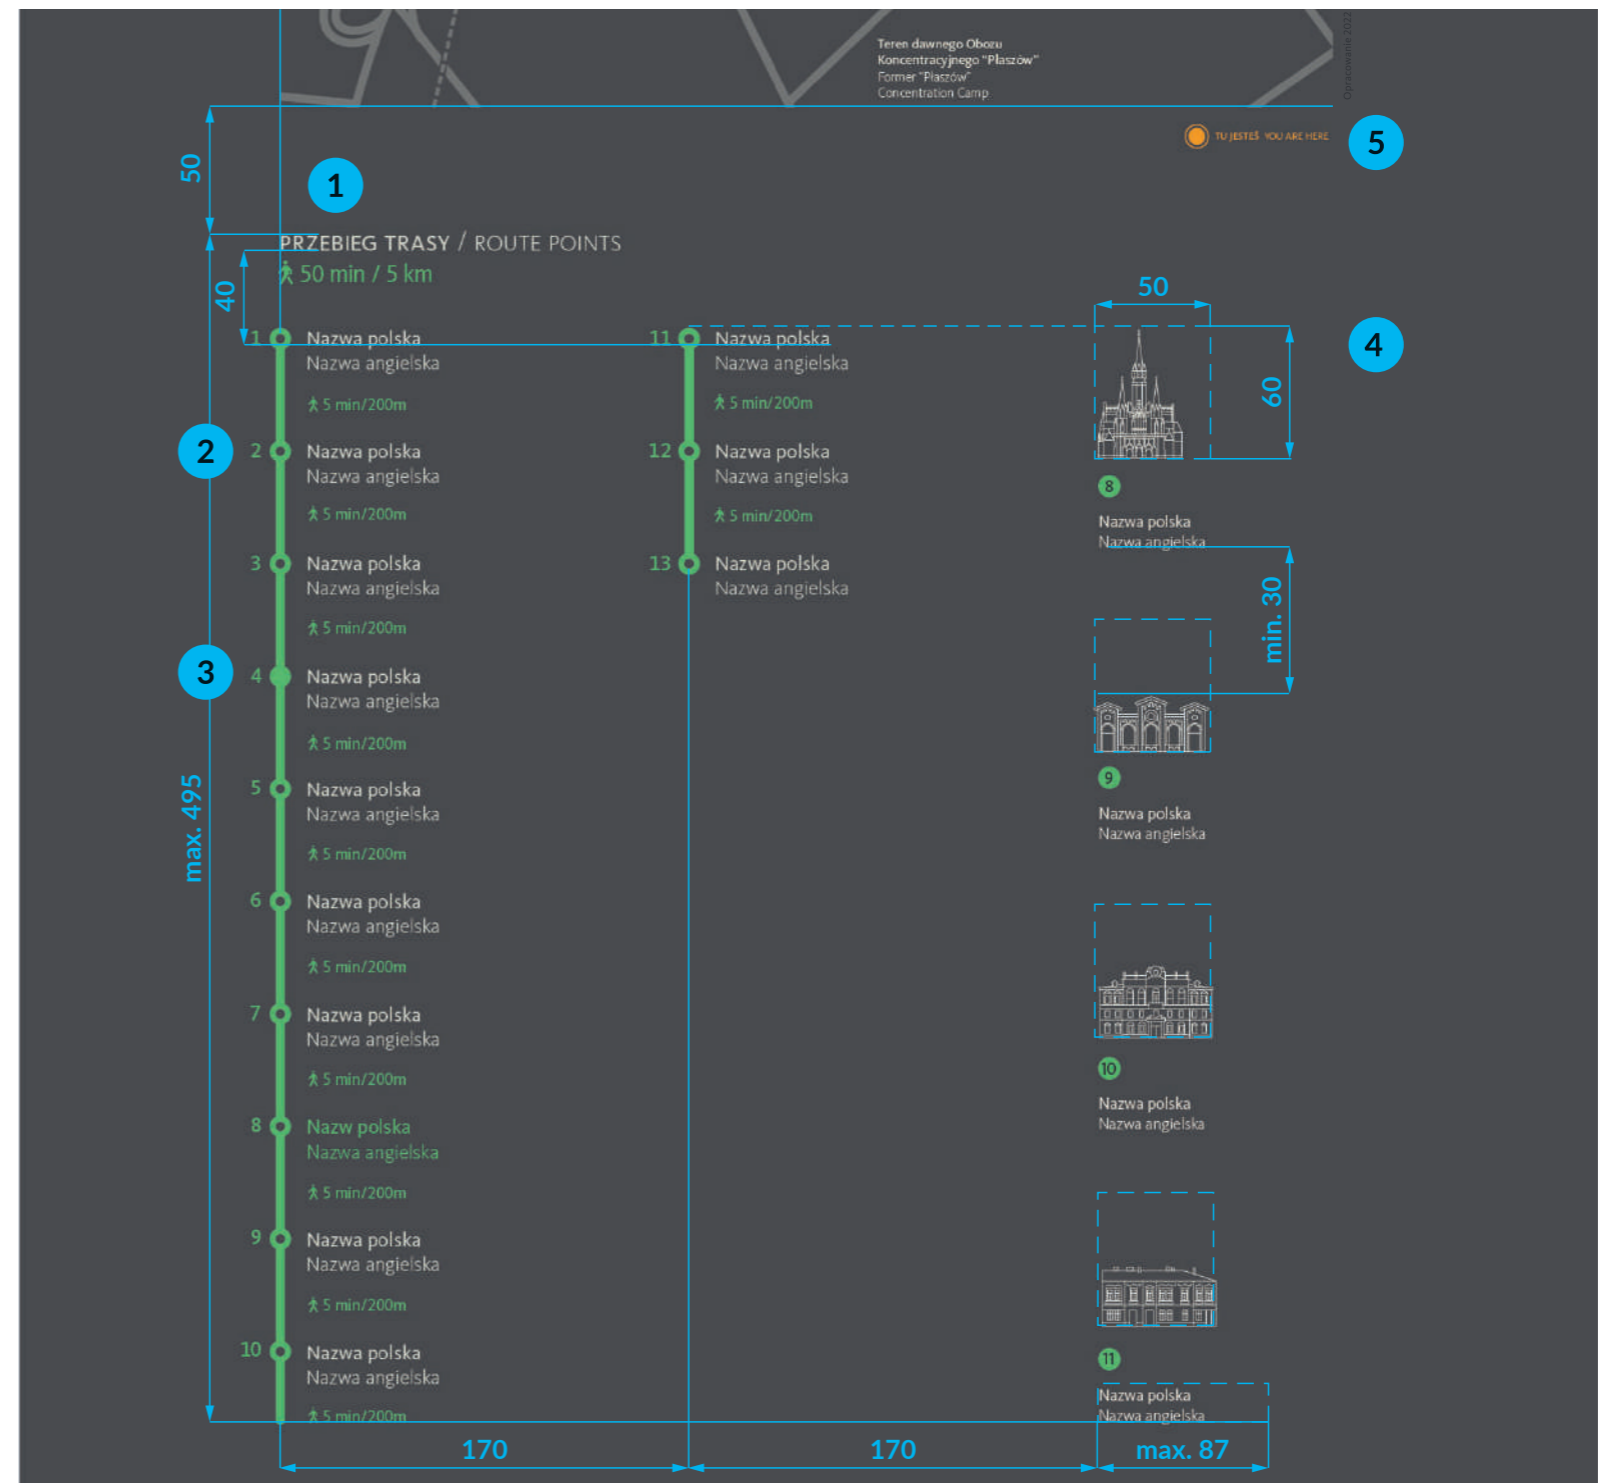 Teren dawnego Obozu
Koncentracyjnego "Płaszów"
Former "Płaszów"
Concentration Camp
Opracowanie 2022
TU JESTEŚ YOU ARE HERE
5
50
1
PRZEBIEG TRASY / ROUTE POINTS
50 min / 5 km
40
1 Nazwa polska
Nazwa angielska
5 min/200m
2
2 Nazwa polska
Nazwa angielska
5 min/200m
3 Nazwa polska
Nazwa angielska
5 min/200m
3
4 Nazwa polska
Nazwa angielska
5 min/200m
max. 495
5 Nazwa polska
Nazwa angielska
5 min/200m
6 Nazwa polska
Nazwa angielska
5 min/200m
7 Nazwa polska
Nazwa angielska
5 min/200m
8 Nazw polska
Nazwa angielska
5 min/200m
9 Nazwa polska
Nazwa angielska
5 min/200m
10 Nazwa polska
Nazwa angielska
5 min/200m
11 Nazwa polska
Nazwa angielska
5 min/200m
12 Nazwa polska
Nazwa angielska
5 min/200m
13 Nazwa polska
Nazwa angielska
50
4
60
8
Nazwa polska
Nazwa angielska
min. 30
9
Nazwa polska
Nazwa angielska
10
Nazwa polska
Nazwa angielska
11
Nazwa polska
Nazwa angielska
170
170
max. 87